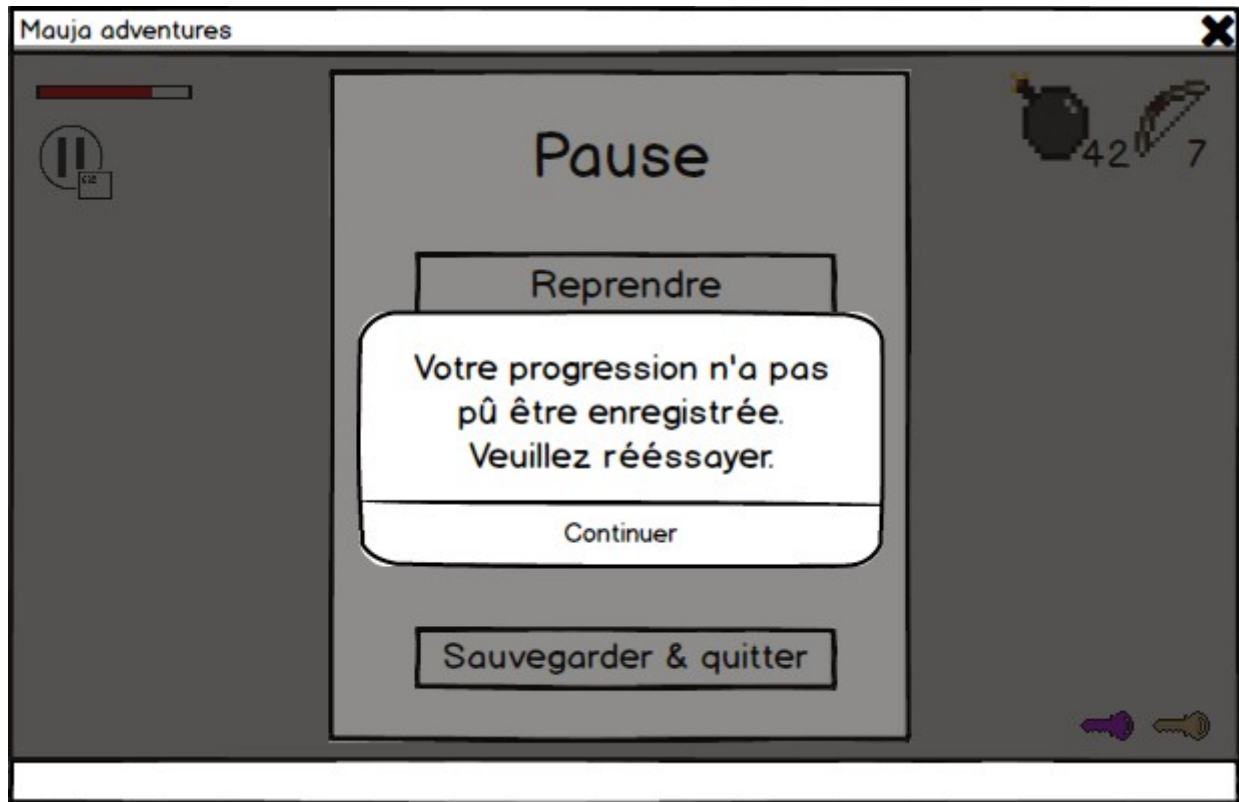 Mauja adventures
Pause
42
7
Reprendre
Votre progression n'a pas
pû être enregistrée.
Veuillez rééssayer.
Continuer
Sauvegarder & quitter